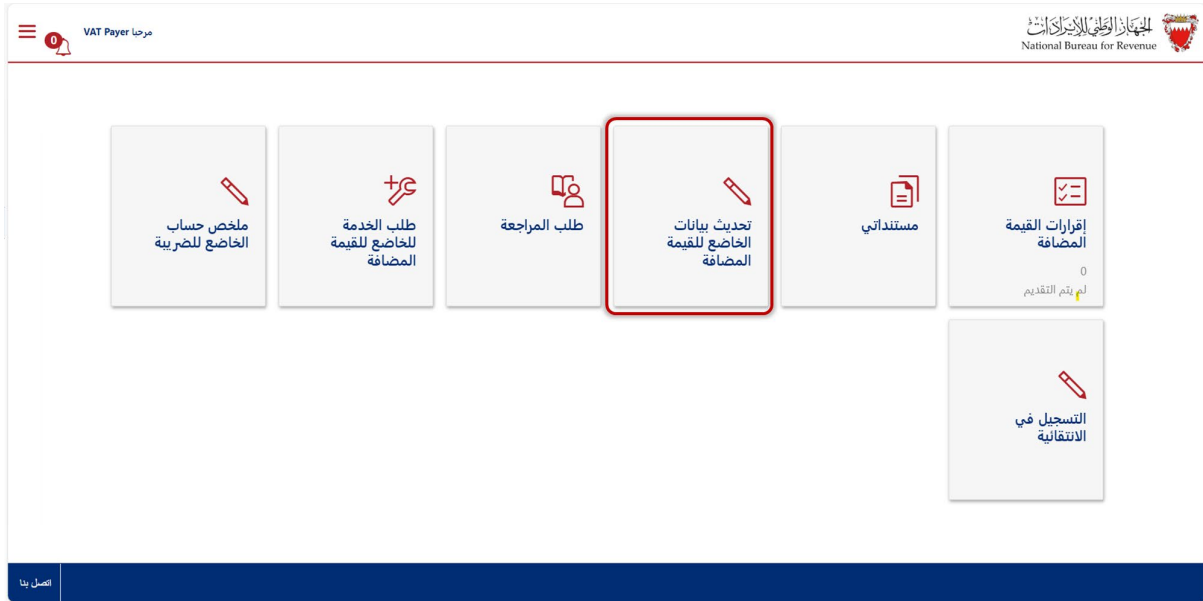 الجهاز الوطني للإيرادات
National Bureau for Revenue
مرحبا VAT Payer
0
إقرارات القيمة
المضافة
0
لم يتم التقديم
مستنداتي
تحديث بيانات
الخاضع للقيمة
المضافة
طلب المراجعة
طلب الخدمة
للخاضع للقيمة
المضافة
ملخص حساب
الخاضع للضريبة
التسجيل في
الانتقائية
اتصل بنا